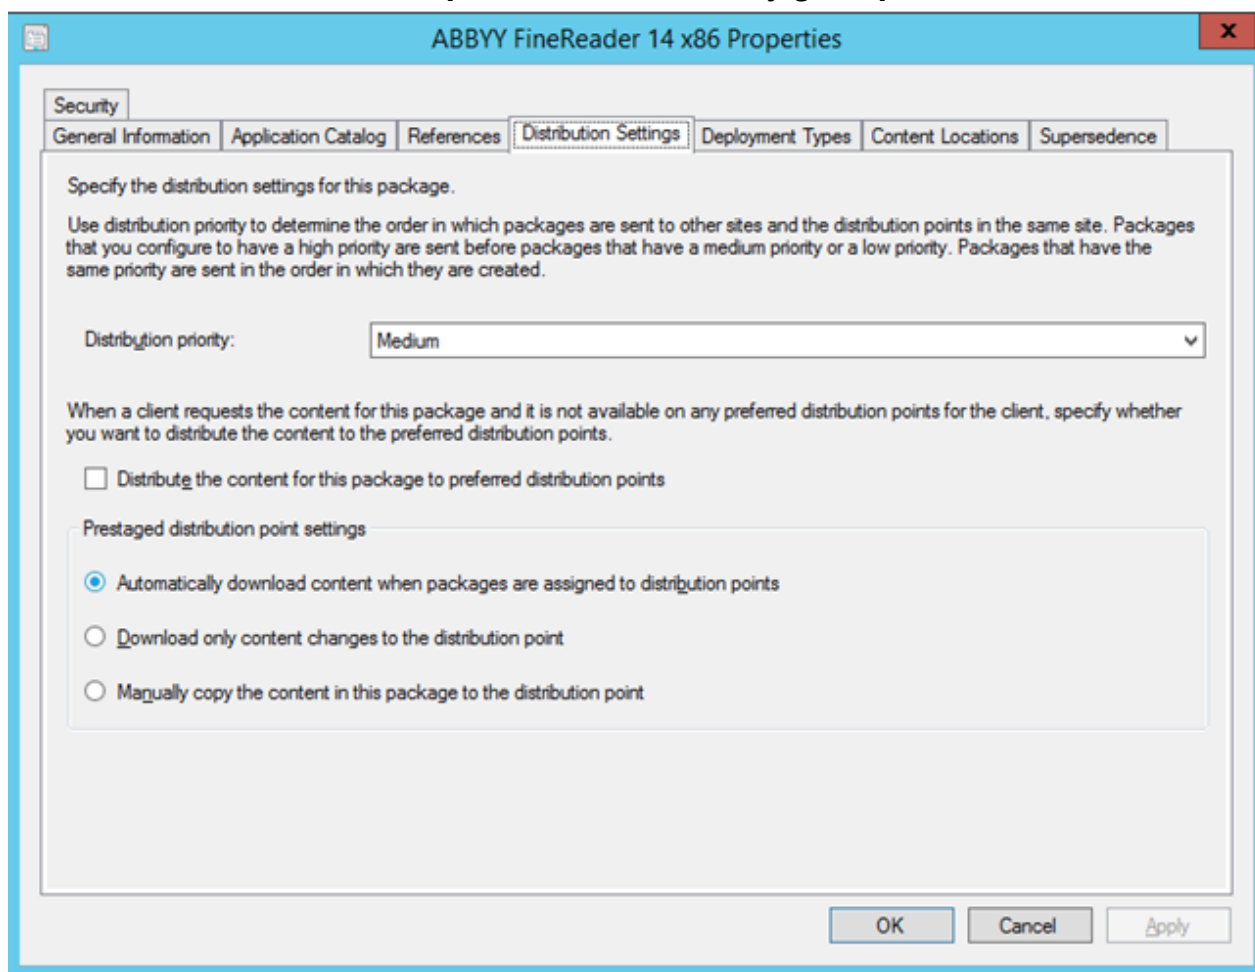 ABBYY FineReader 14 x86 Properties
x
Security
General Information Application Catalog References Distribution Settings Deployment Types Content Locations Supersedence
Specify the distribution settings for this package.
Use distribution priority to determine the order in which packages are sent to other sites and the distribution points in the same site. Packages
that you configure to have a high priority are sent before packages that have a medium priority or a low priority. Packages that have the
same priority are sent in the order in which they are created.
Distribution priority: Medium
When a client requests the content for this package and it is not available on any preferred distribution points for the client, specify whether
you want to distribute the content to the preferred distribution points.
Distribute the content for this package to preferred distribution points
Prestaged distribution point settings
Automatically download content when packages are assigned to distribution points
Download only content changes to the distribution point
Manually copy the content in this package to the distribution point
OK Cancel Apply